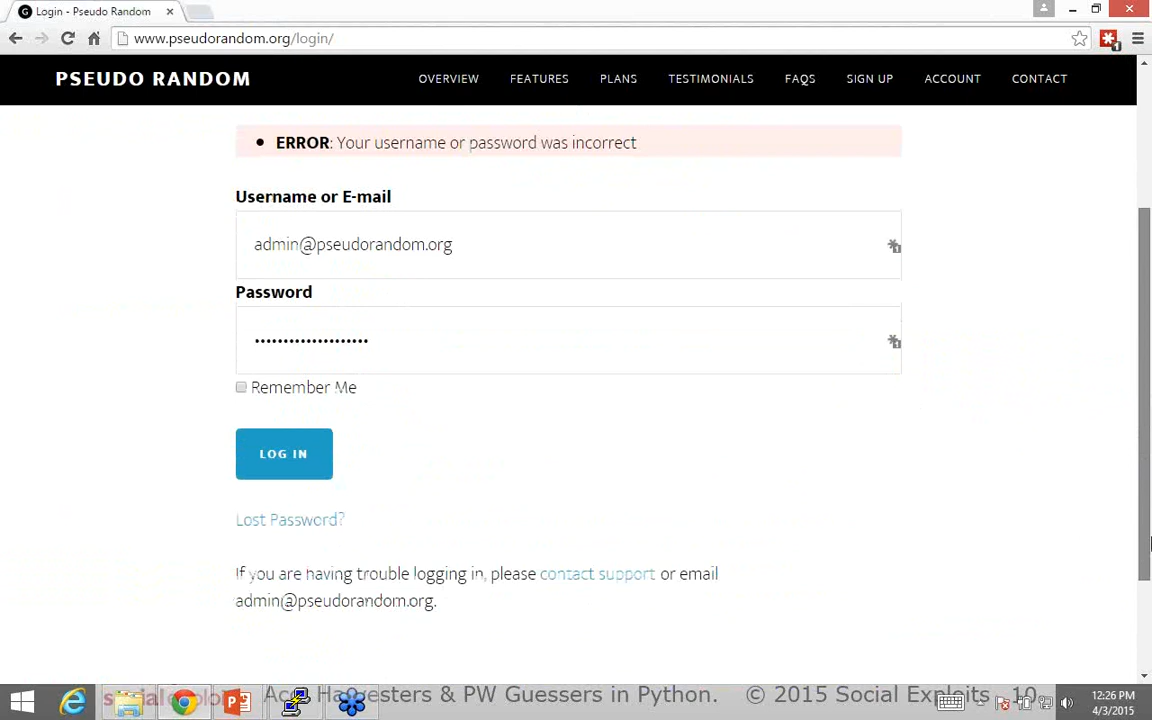 Login - Pseudo Random
www.pseudorandom.org/login/
PSEUDO RANDOM
OVERVIEW FEATURES PLANS TESTIMONIALS FAQS SIGN UP ACCOUNT CONTACT
ERROR: Your username or password was incorrect
Username or E-mail
admin@pseudorandom.org
Password
Remember Me
LOG IN
Lost Password?
If you are having trouble logging in, please contact support or email
admin@pseudorandom.org.
Harvesters & PW Guessers in Python. © 2015 Social Exploits 10
12:26 PM
4/3/2015